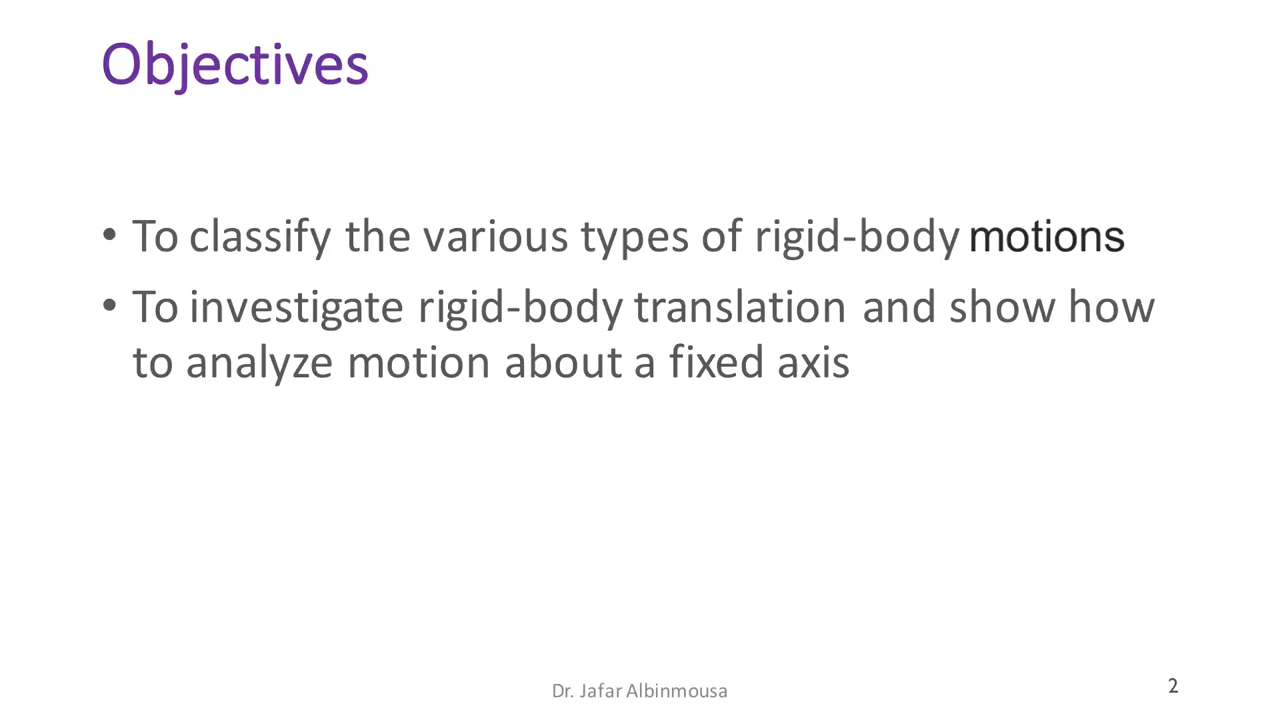 Objectives
• To classify the various types of rigid-body motions
• To investigate rigid-body translation and show how
to analyze motion about a fixed axis
Dr. Jafar Albinmousa
2